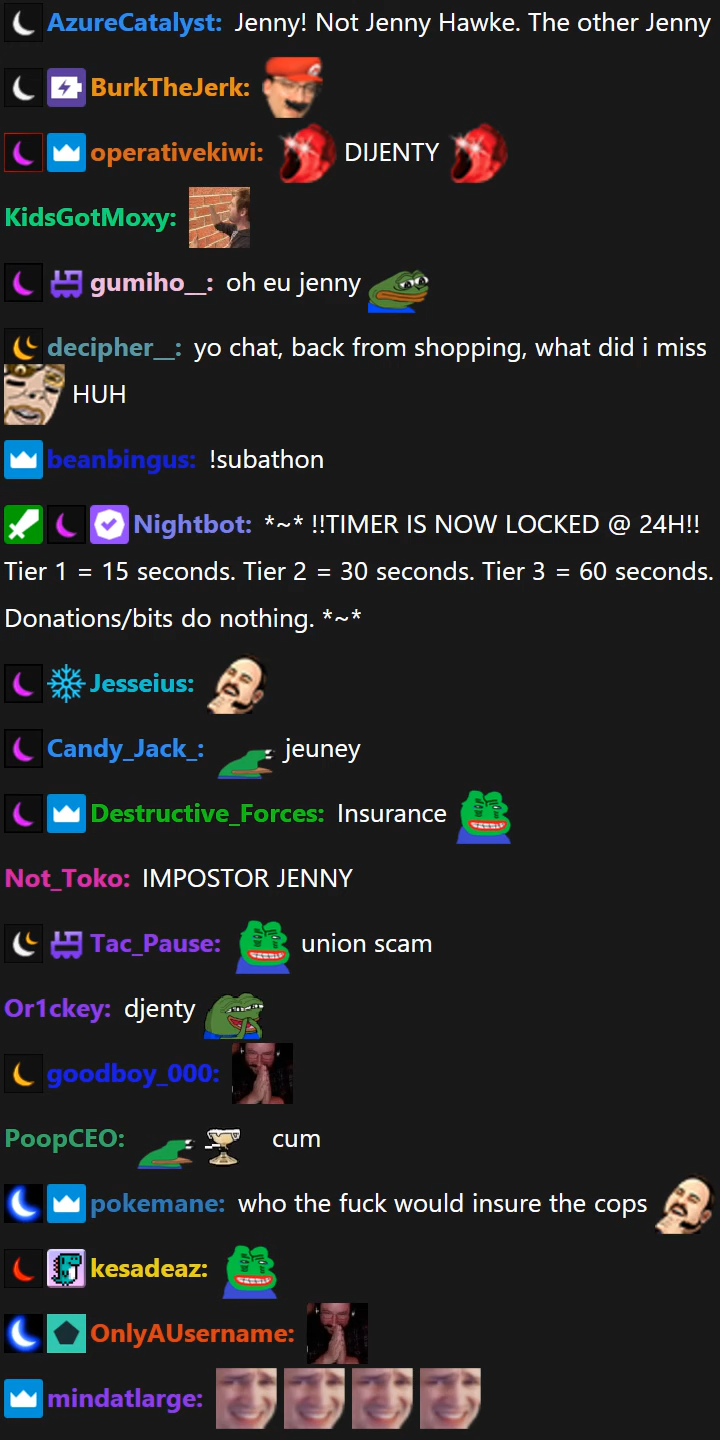 AzureCatalyst: Jenny! Not Jenny Hawke. The other Jenny
BurkTheJerk:
operativekiwi: DIJENTY
KidsGotMoxy:
gumiho__: oh eu jenny
decipher__: yo chat, back from shopping, what did i miss
HUH
beanbingus: !subathon
Nightbot: *~* !!TIMER IS NOW LOCKED @ 24H!!
Tier 1 = 15 seconds. Tier 2 = 30 seconds. Tier 3 = 60 seconds.
Donations/bits do nothing. *~*
Jesseius:
Candy_Jack_: jeuney
Destructive_Forces: Insurance
Not_Toko: IMPOSTOR JENNY
Tac_Pause: union scam
Or1ckey: djenty
goodboy_000:
PoopCEO: cum
pokemane: who the fuck would insure the cops
kesadeaz:
OnlyAUsername:
mindatlarge: